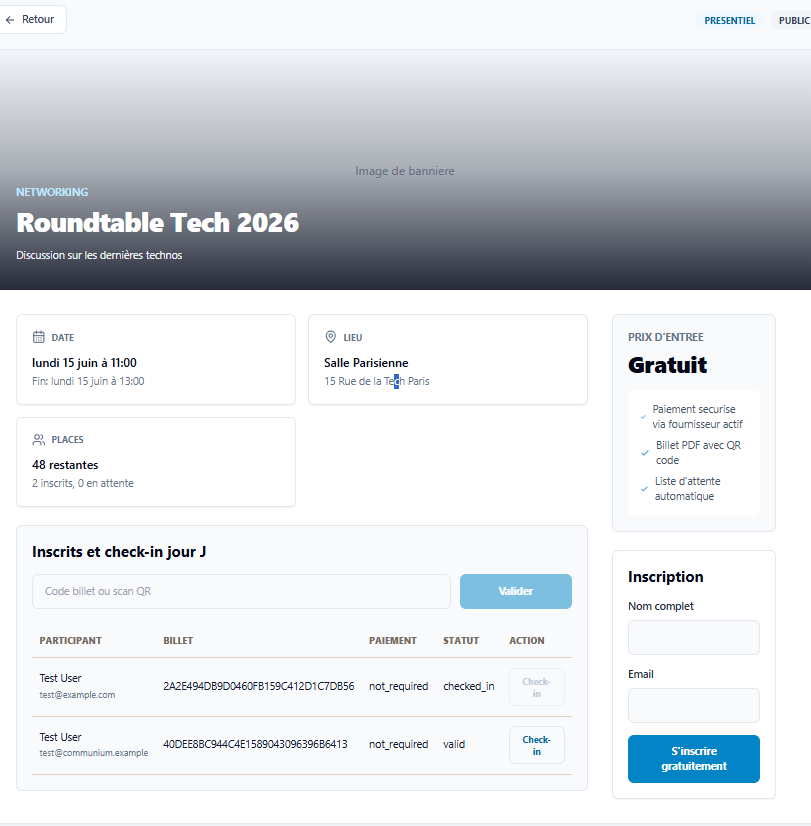 Retour
PRESENTIEL
PUBLIC
Image de banniere
NETWORKING
Roundtable Tech 2026
Discussion sur les dernières technos
DATE
lundi 15 juin à 11:00
Fin: lundi 15 juin à 13:00
LIEU
Salle Parisienne
15 Rue de la Tech Paris
PLACES
48 restantes
2 inscrits, 0 en attente
PRIX D'ENTREE
Gratuit
Paiement securise
via fournisseur actif
Billet PDF avec QR
code
Liste d'attente
automatique
Inscrits et check-in jour J
Code billet ou scan QR
Valider
PARTICIPANT BILLET PAIEMENT STATUT ACTION
Test User
test@example.com
2A2E494DB9D0460FB159C412D1C7DB56 not_required checked_in
Check-
in
Test User
test@communium.example
40DEE8BC944C4E1589043096396B6413 not_required valid
Check-
in
Inscription
Nom complet
Email
S'inscrire
gratuitement